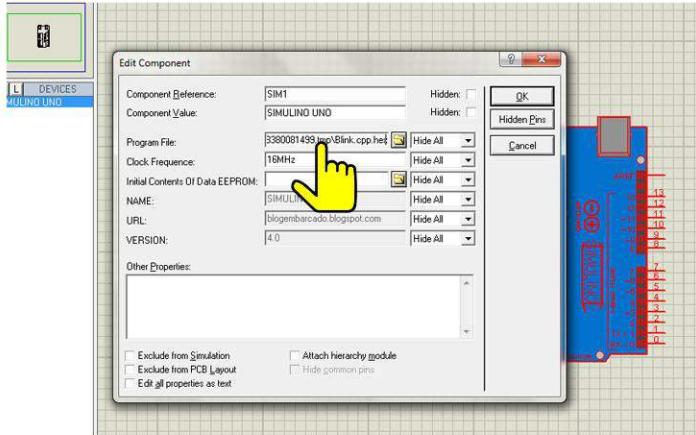 L DEVICES
MULINO UNO
Edit Component
Component Reference: SIM1 Hidden:
Component Value: SIMULINO UNO Hidden:
Program File: 3380081499.tmp\Blink.cpp.hex Hide All
Clock Frequence: 16MHz Hide All
Initial Contents Of Data EEPROM: Hide All
NAME: SIMULIN Hide All
URL: blogembarcado.blogspot.com Hide All
VERSION: 4.0 Hide All
Other Properties:
Exclude from Simulation
Exclude from PCB Layout
Edit all properties as text
Attach hierarchy module
Hide common pins
OK
Hidden Pins
Cancel
AREF
13
12
11
10
9
8
7
6
5
4
3
2
1
0
SIMULINO
ARDUINO